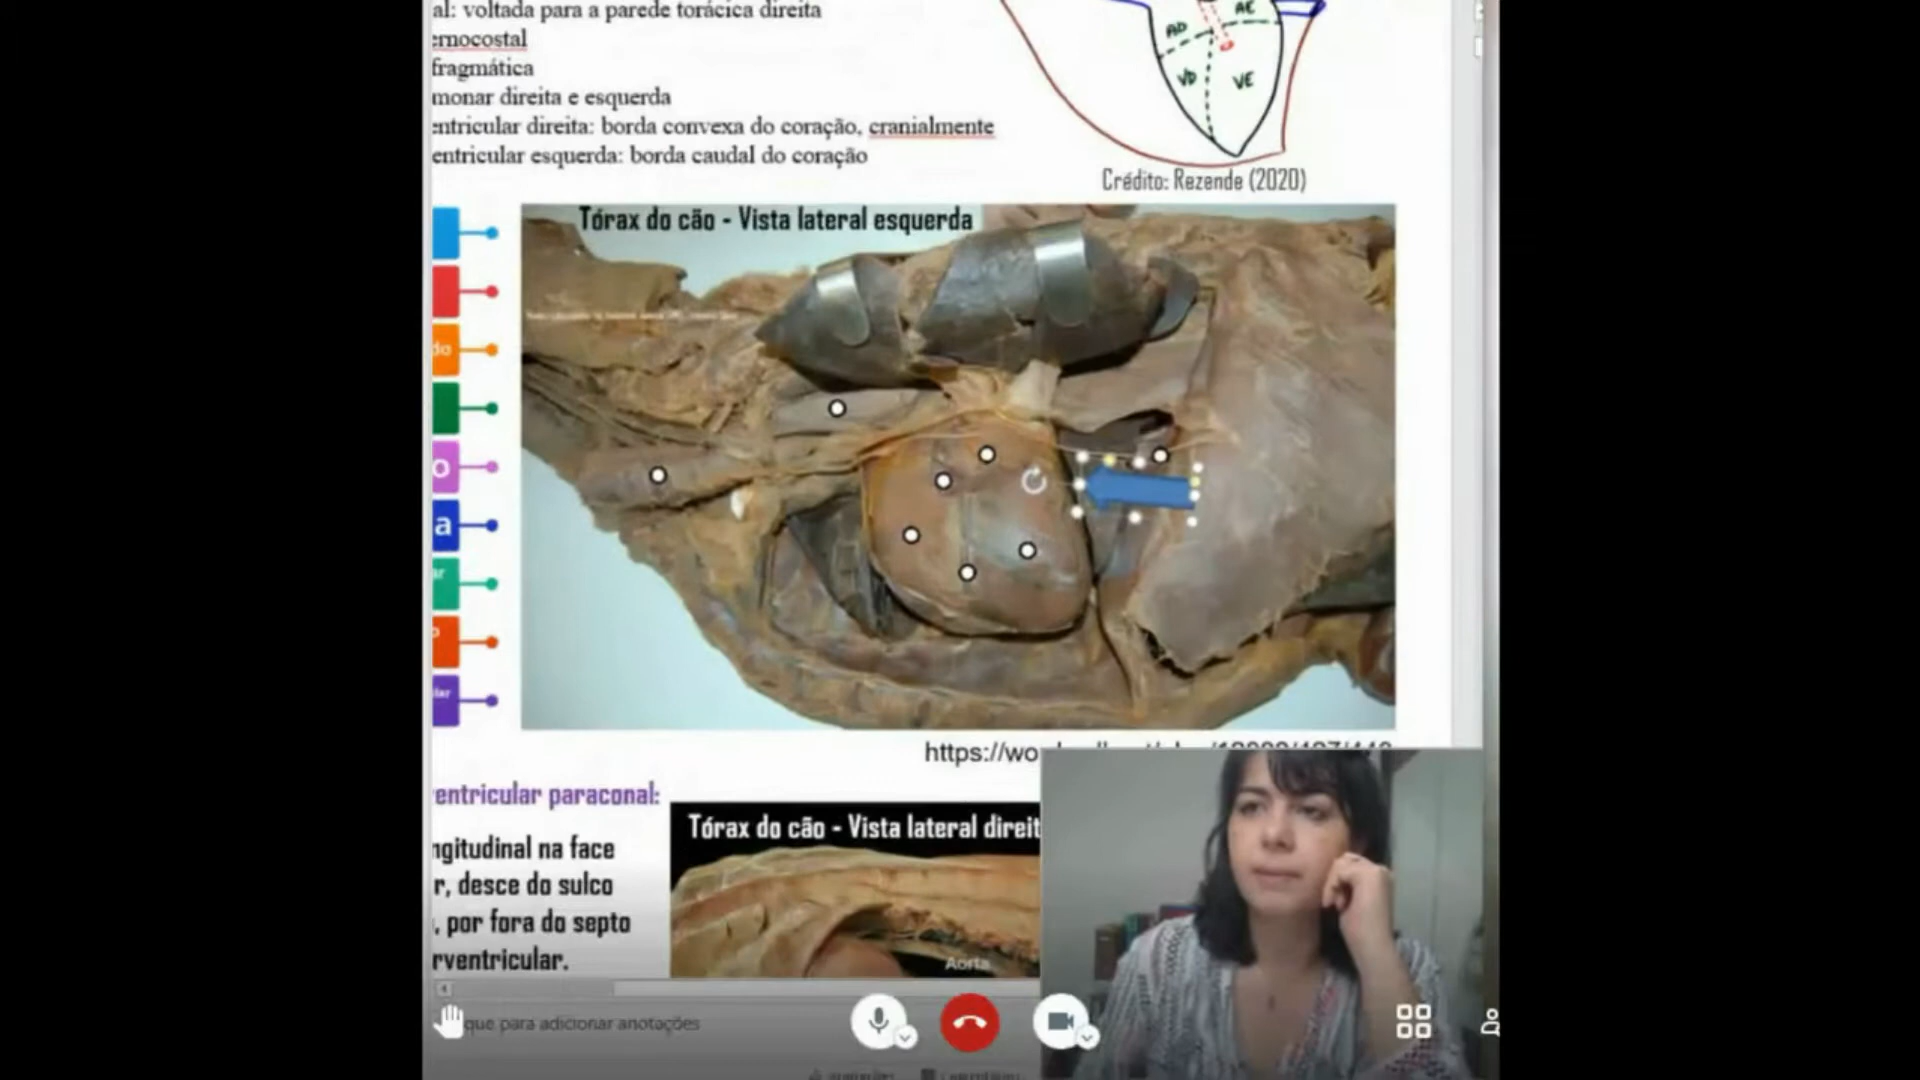 al: voltada para a parede torácica direita
ernocostal
fragmática
monar direita e esquerda
entricular direita: borda convexa do coração, cranialmente
entricular esquerda: borda caudal do coração
AD
AE
VD
VE
Crédito: Rezende (2020)
Tórax do cão - Vista lateral esquerda
do
o
a
ar
lar
https://wo
entricular paraconal:
ngitudinal na face
r, desce do sulco
, por fora do septo
rventricular.
Tórax do cão - Vista lateral direit
Aorta
que para adicionar anotações